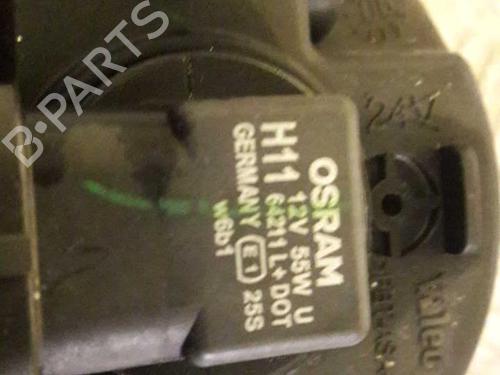 B-PARTS
OSRAM
H11 12V 55W U
64211 L+ DOT
GERMANY E1 25S
w6b1
24V
Valeo